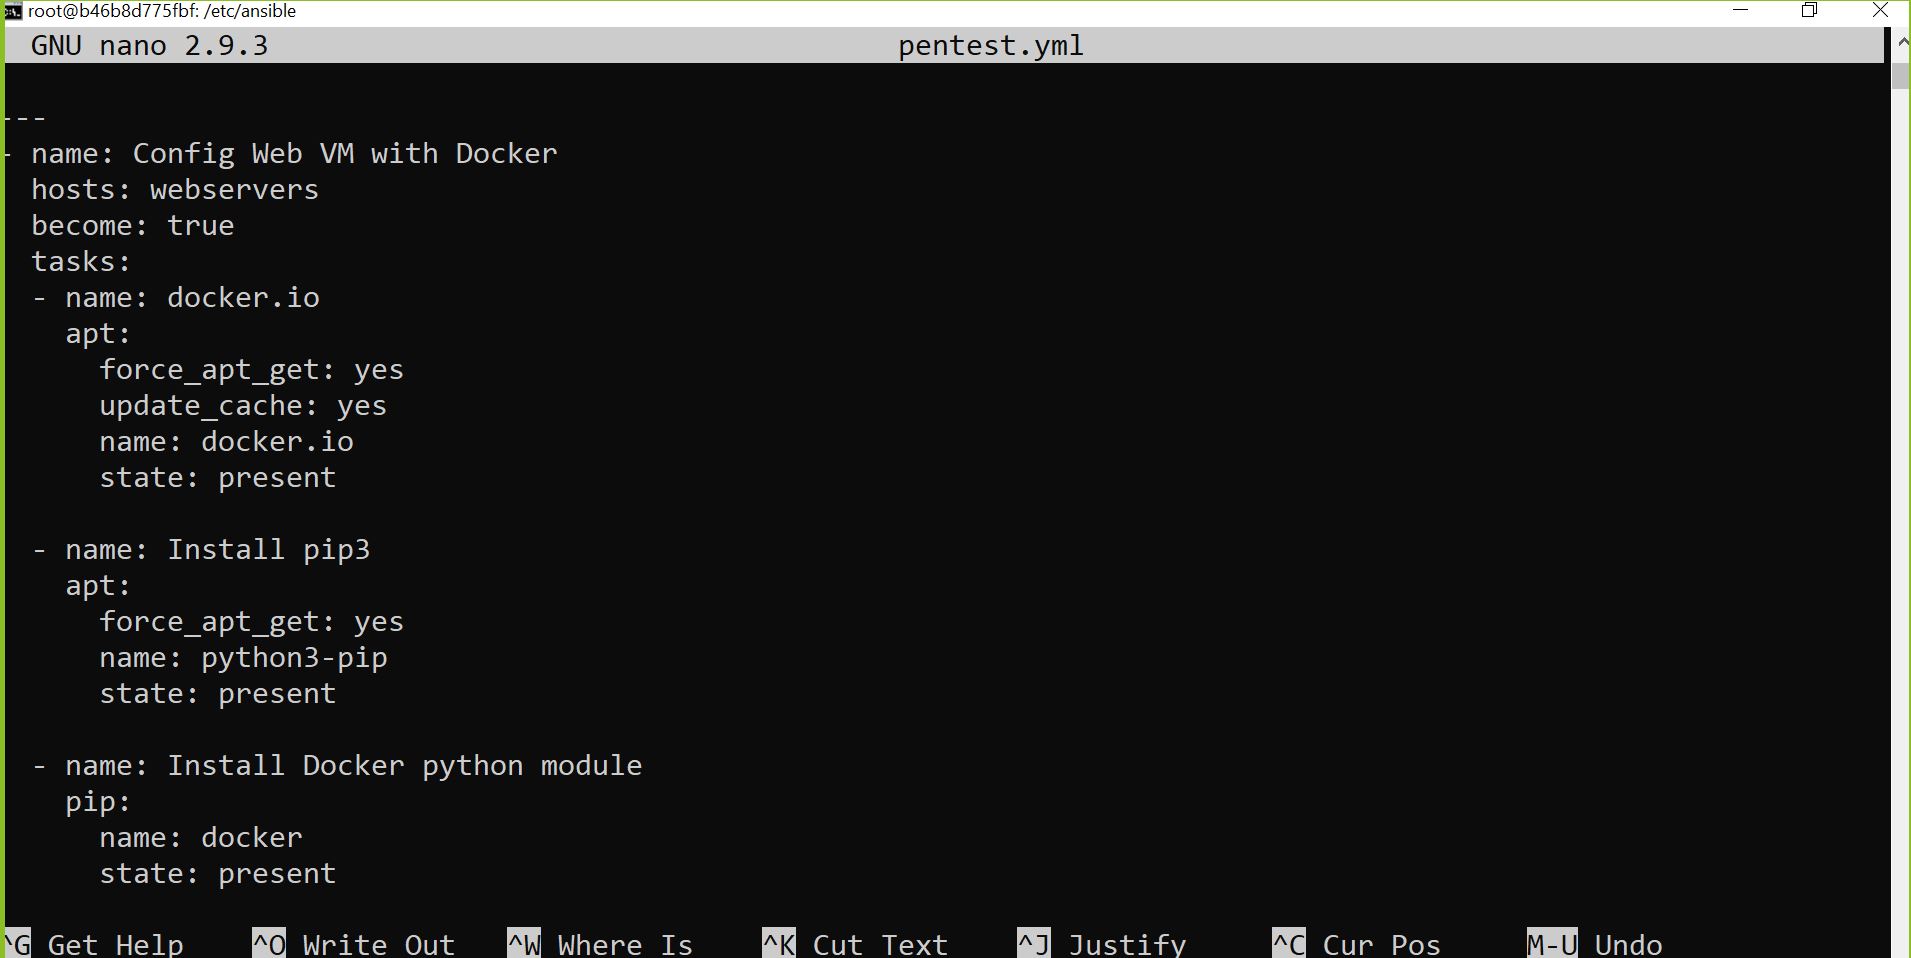 root@b46b8d775fbf: /etc/ansible
GNU nano 2.9.3 pentest.yml
---
- name: Config Web VM with Docker
  hosts: webservers
  become: true
  tasks:
  - name: docker.io
    apt:
      force_apt_get: yes
      update_cache: yes
      name: docker.io
      state: present

  - name: Install pip3
    apt:
      force_apt_get: yes
      name: python3-pip
      state: present

  - name: Install Docker python module
    pip:
      name: docker
      state: present

^G Get Help ^O Write Out ^W Where Is ^K Cut Text ^J Justify ^C Cur Pos M-U Undo